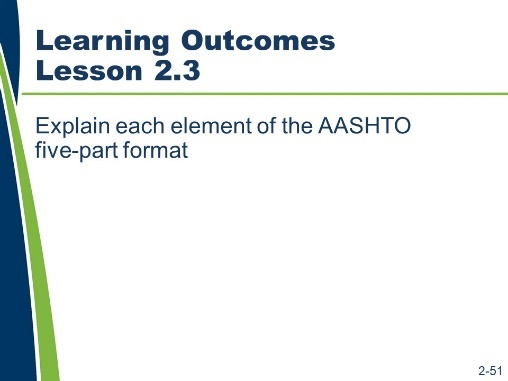 Learning Outcomes
Lesson 2.3
Explain each element of the AASHTO
five-part format
2-51